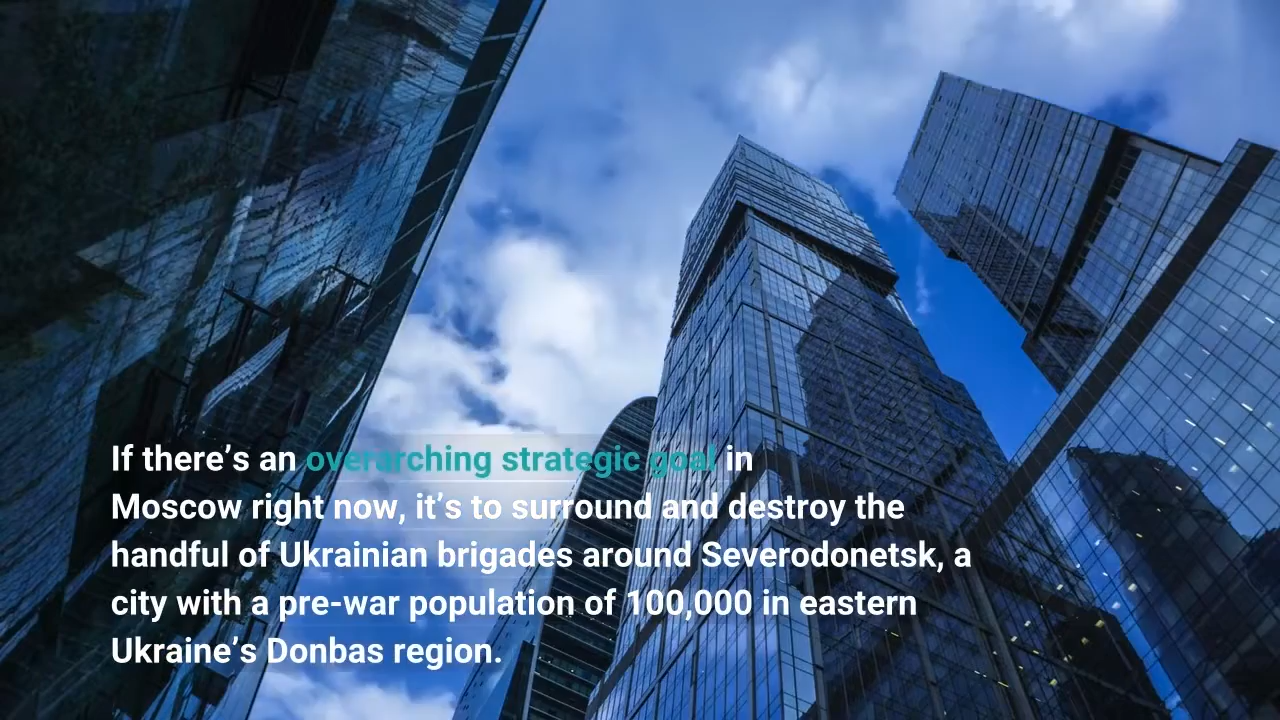 If there’s an overarching strategic goal in
Moscow right now, it’s to surround and destroy the
handful of Ukrainian brigades around Severodonetsk, a
city with a pre-war population of 100,000 in eastern
Ukraine’s Donbas region.